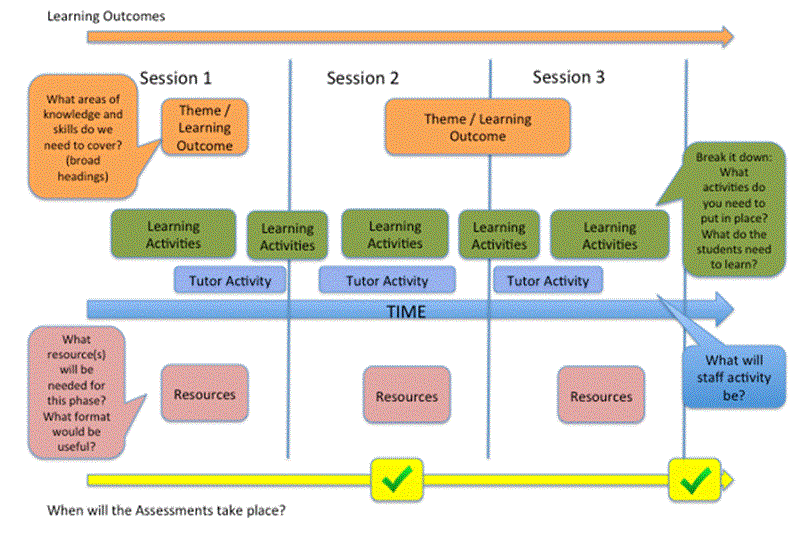 Learning Outcomes
Session 1
Session 2
Session 3
What areas of
knowledge and
skills do we
need to cover?
(broad
headings)
Theme /
Learning
Outcome
Theme / Learning
Outcome
Break it down:
What
activities do
you need to
put in place?
What do the
students need
to learn?
Learning
Activities
Learning
Activities
Learning
Activities
Learning
Activities
Learning
Activities
Tutor Activity
Tutor Activity
Tutor Activity
TIME
What
resource(s)
will be
needed for
this phase?
What format
would be
useful?
Resources
Resources
Resources
What will
staff activity
be?
When will the Assessments take place?